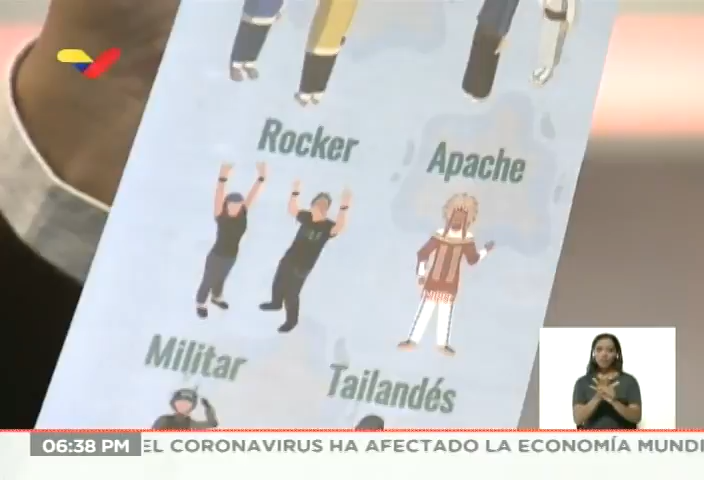 Rocker
Apache
Militar
Tailandés
06:38 PM
EL CORONAVIRUS HA AFECTADO LA ECONOMÍA MUNDI